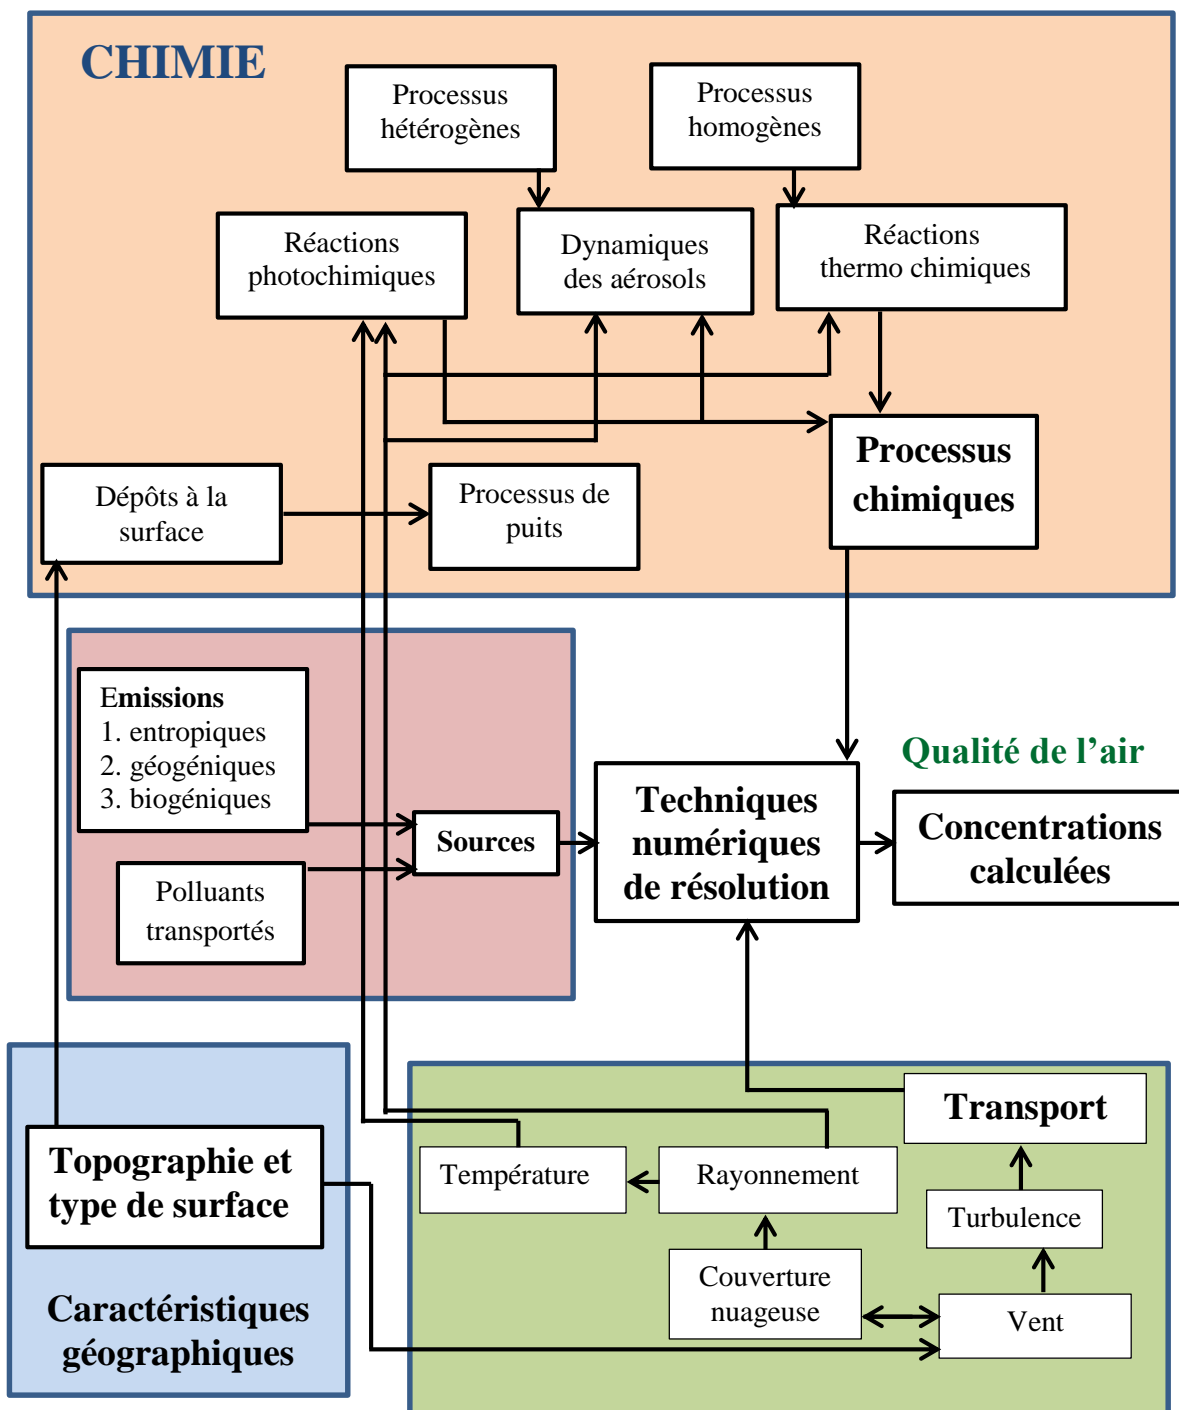 CHIMIE
Processus
hétérogènes
Processus
homogènes
Réactions
photochimiques
Dynamiques
des aérosols
Réactions
thermo chimiques
Processus
chimiques
Dépôts à la
surface
Processus de
puits
Emissions
1. entropiques
2. géogéniques
3. biogéniques
Sources
Polluants
transportés
Techniques
numériques
de résolution
Qualité de l’air
Concentrations
calculées
Topographie et
type de surface
Caractéristiques
géographiques
Transport
Température
Rayonnement
Turbulence
Couverture
nuageuse
Vent